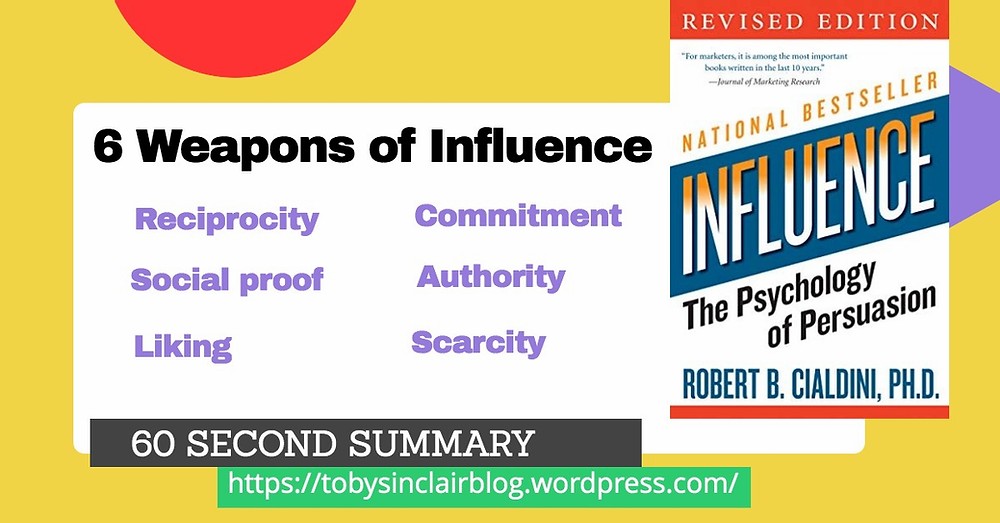 6 Weapons of Influence
Reciprocity
Commitment
Social proof
Authority
Liking
Scarcity
60 SECOND SUMMARY
https://tobysinclairblog.wordpress.com/
REVISED EDITION
"For marketers, it is among the most important
books written in the last 10 years."
—Journal of Marketing Research
NATIONAL BESTSELLER
INFLUENCE
The Psychology
of Persuasion
ROBERT B. CIALDINI, PH.D.